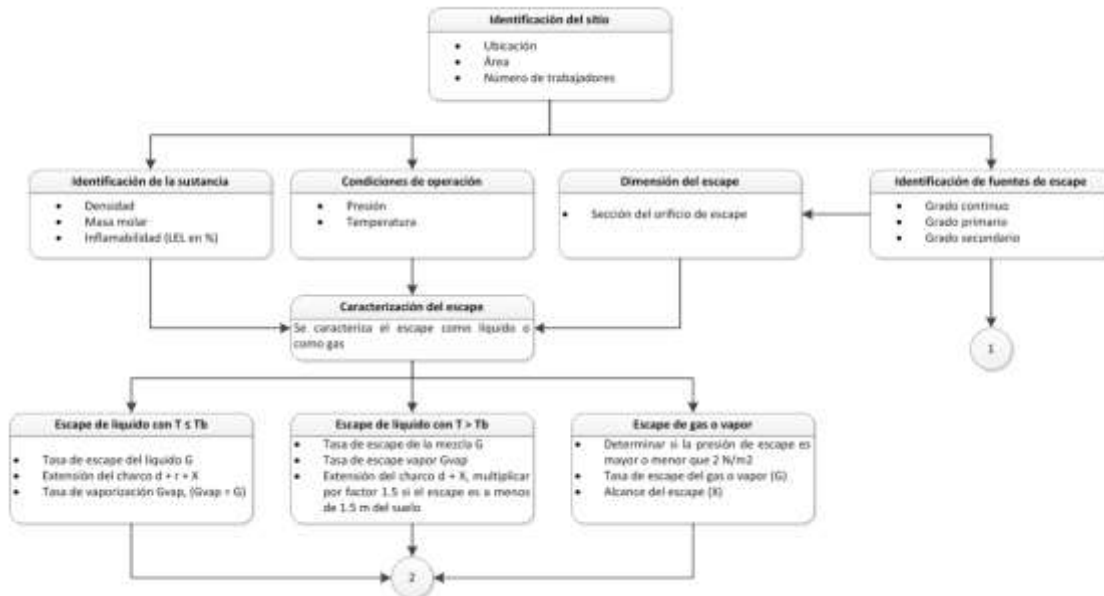 Identificación del sitio
• Ubicación
• Área
• Número de trabajadores
Identificación de la sustancia
• Densidad
• Masa molar
• Inflamabilidad (LEL en %)
Condiciones de operación
• Presión
• Temperatura
Dimensión del escape
• Sección del orificio de escape
Identificación de fuentes de escape
• Grado continuo
• Grado primario
• Grado secundario
Caracterización del escape
Se caracteriza el escape como líquido o
como gas
1
Escape de líquido con T ≤ Tb
• Tasa de escape del líquido G
• Extensión del charco d + r + X
• Tasa de vaporización Gvap, (Gvap = G)
Escape de líquido con T > Tb
• Tasa de escape de la mezcla G
• Tasa de escape vapor Gvap
• Extensión del charco d + X, multiplicar
por factor 1.5 si el escape es a menos
de 1.5 m del suelo
Escape de gas o vapor
• Determinar si la presión de escape es
mayor o menor que 2 N/m2
• Tasa de escape del gas o vapor (G)
• Alcance del escape (X)
2